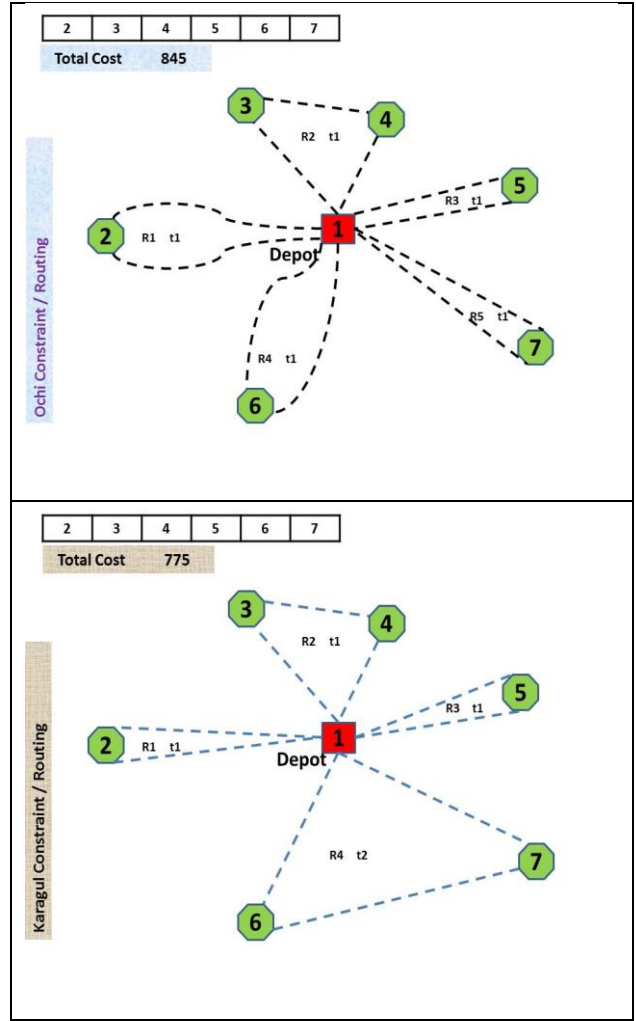 2 3 4 5 6 7
Total Cost 845
Ochi Constraint / Routing
3
4
R2 t1
5
R3 t1
2
R1 t1
1
Depot
R5 t1
7
R4 t1
6
2 3 4 5 6 7
Total Cost 775
Karagul Constraint / Routing
3
4
R2 t1
5
R3 t1
2
R1 t1
1
Depot
R4 t2
7
6